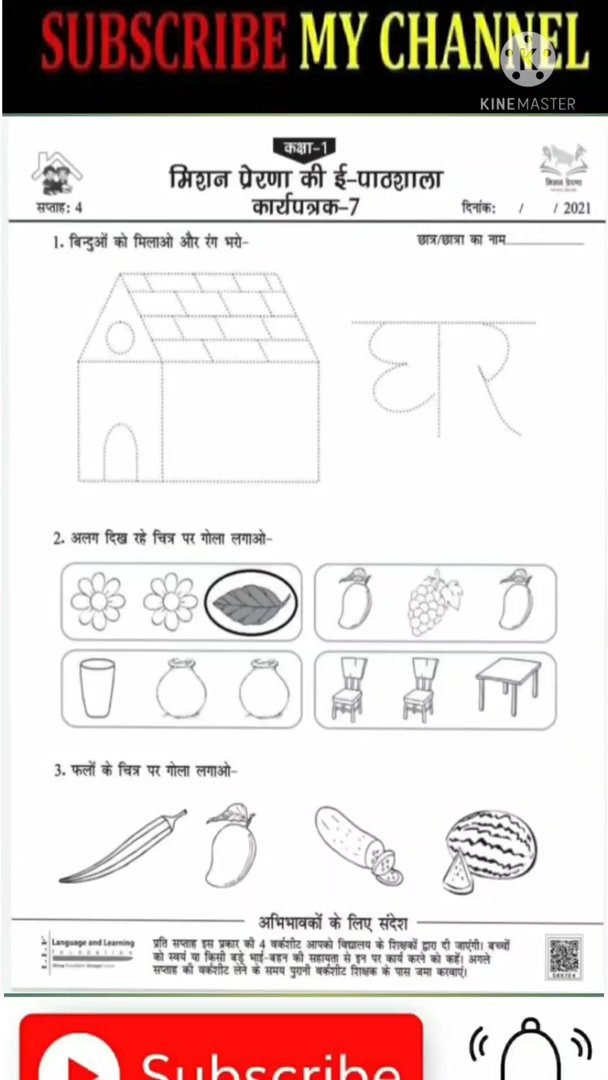 SUBSCRIBE MY CHANNEL
KINEMASTER
कक्षा-1
मिशन प्रेरणा की ई-पाठशाला
मिशन प्रेरणा
सप्ताह: 4
कार्यपत्रक-7
दिनांक: / / 2021
1. बिन्दुओं को मिलाओ और रंग भरो-
छात्र/छात्रा का नाम
घर
2. अलग दिख रहे चित्र पर गोला लगाओ-
3. फलों के चित्र पर गोला लगाओ-
अभिभावकों के लिए संदेश
Language and Learning
प्रति सप्ताह इस प्रकार की 4 वर्कशीट आपको विद्यालय के शिक्षकों द्वारा दी जाएंगी। बच्चों
को स्वयं या किसी बड़े भाई-बहन की सहायता से इन पर कार्य करने को कहें। अगले
सप्ताह की वर्कशीट लेने के समय पुरानी वर्कशीट शिक्षक के पास जमा करवाएं।
Subscribe